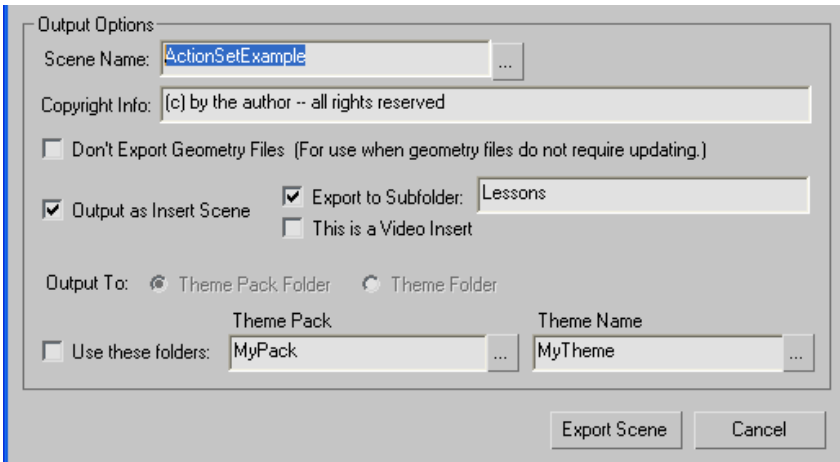 Output Options
Scene Name: ActionSetExample ...
Copyright Info: (c) by the author -- all rights reserved
Don't Export Geometry Files (For use when geometry files do not require updating.)
Output as Insert Scene
Export to Subfolder: Lessons
This is a Video Insert
Output To: Theme Pack Folder Theme Folder
Theme Pack Theme Name
Use these folders: MyPack ... MyTheme ...
Export Scene Cancel